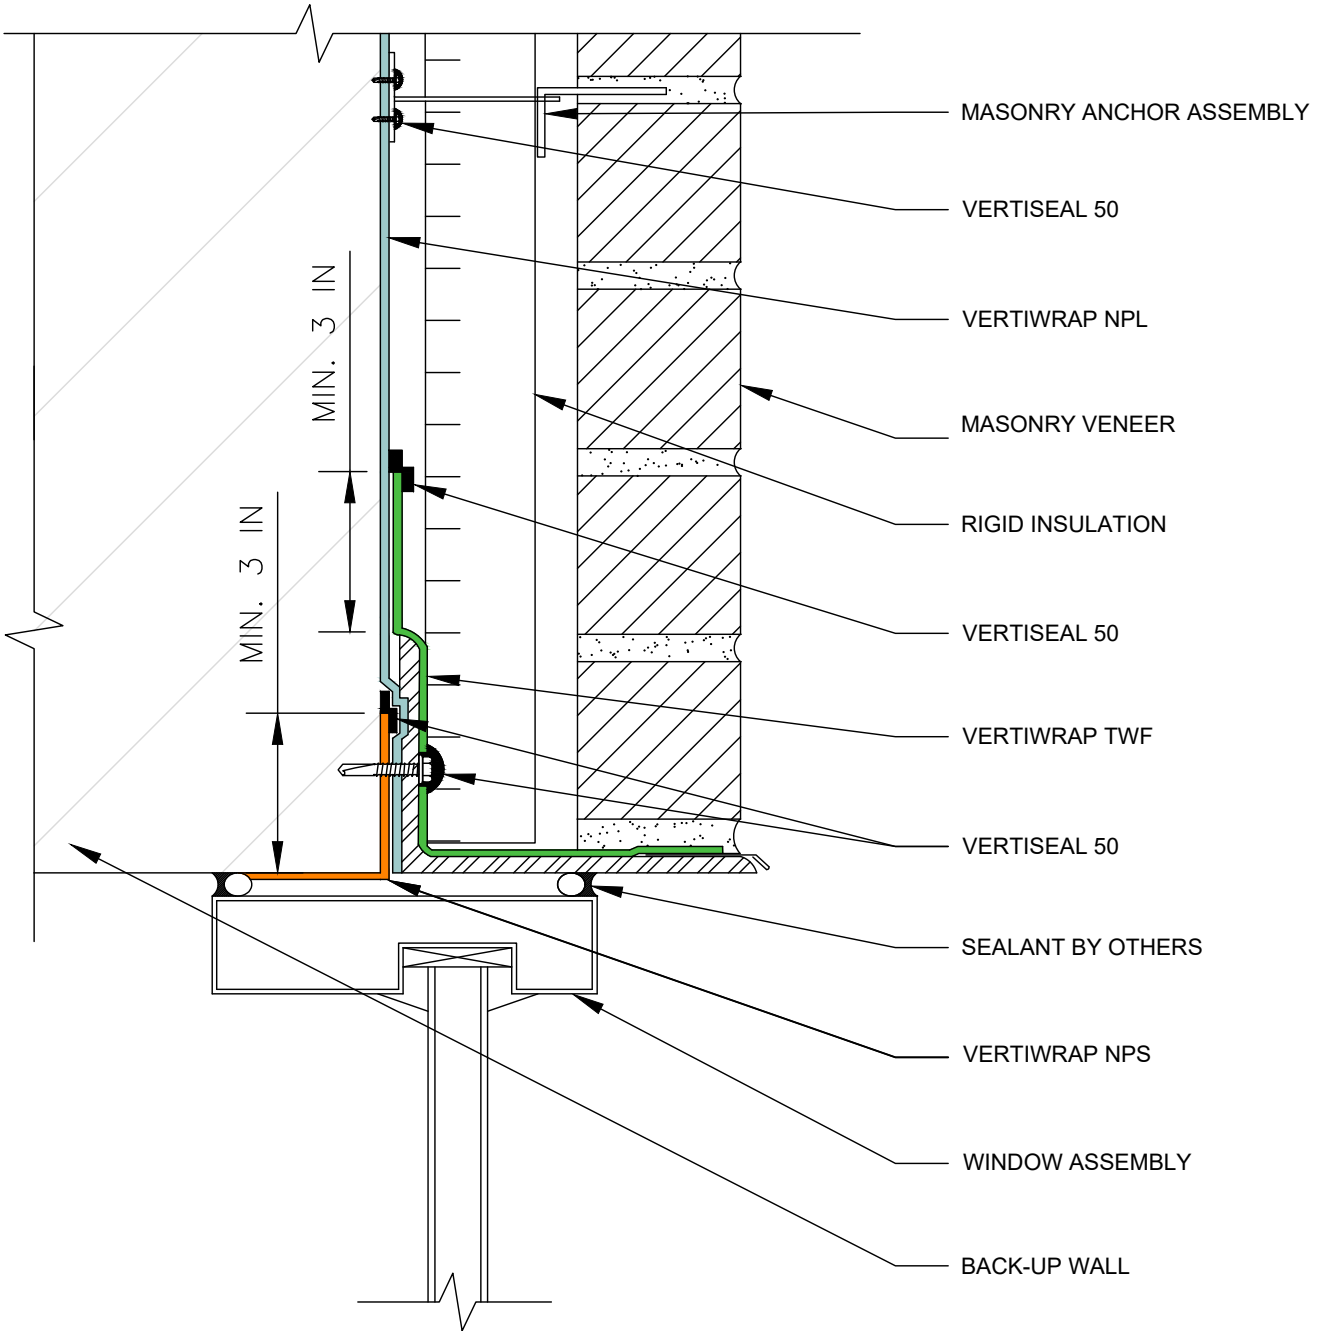 MASONRY ANCHOR ASSEMBLY
VERTISEAL 50
MIN. 3 IN
VERTIWRAP NPL
MASONRY VENEER
RIGID INSULATION
MIN. 3 IN
VERTISEAL 50
VERTIWRAP TWF
VERTISEAL 50
SEALANT BY OTHERS
VERTIWRAP NPS
WINDOW ASSEMBLY
BACK-UP WALL